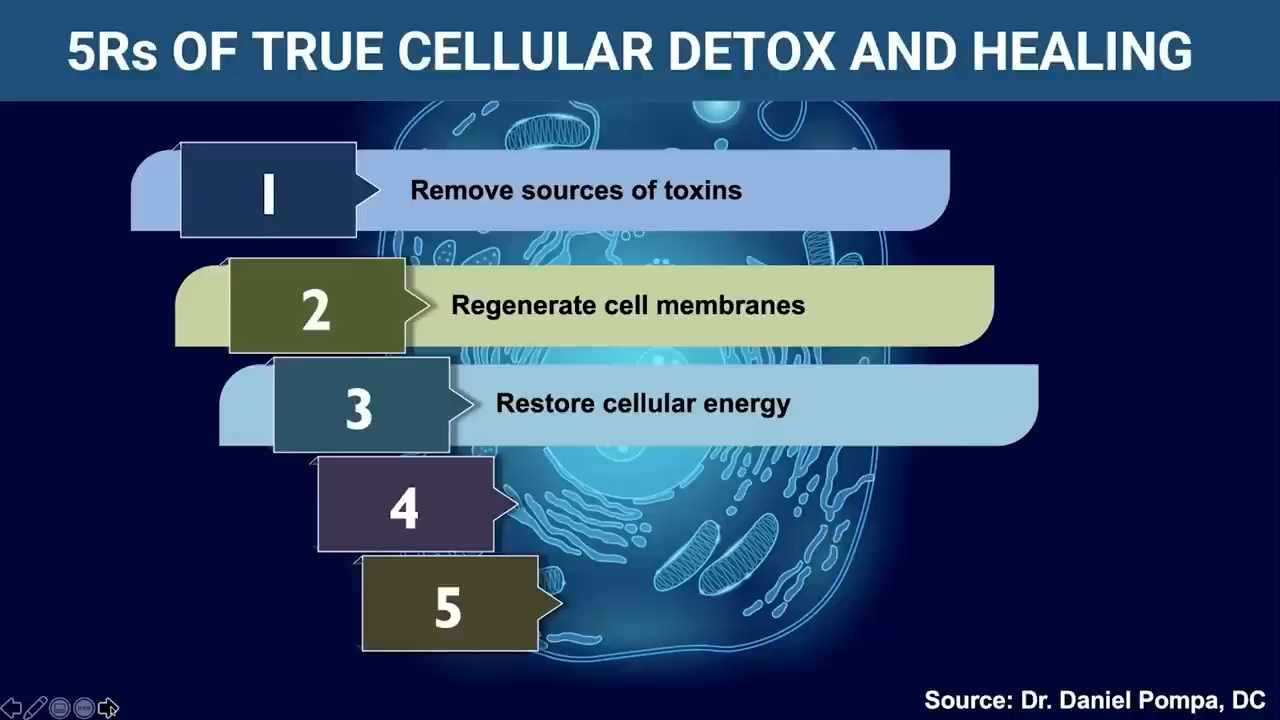 5Rs OF TRUE CELLULAR DETOX AND HEALING
1 Remove sources of toxins
2 Regenerate cell membranes
3 Restore cellular energy
4
5
Source: Dr. Daniel Pompa, DC